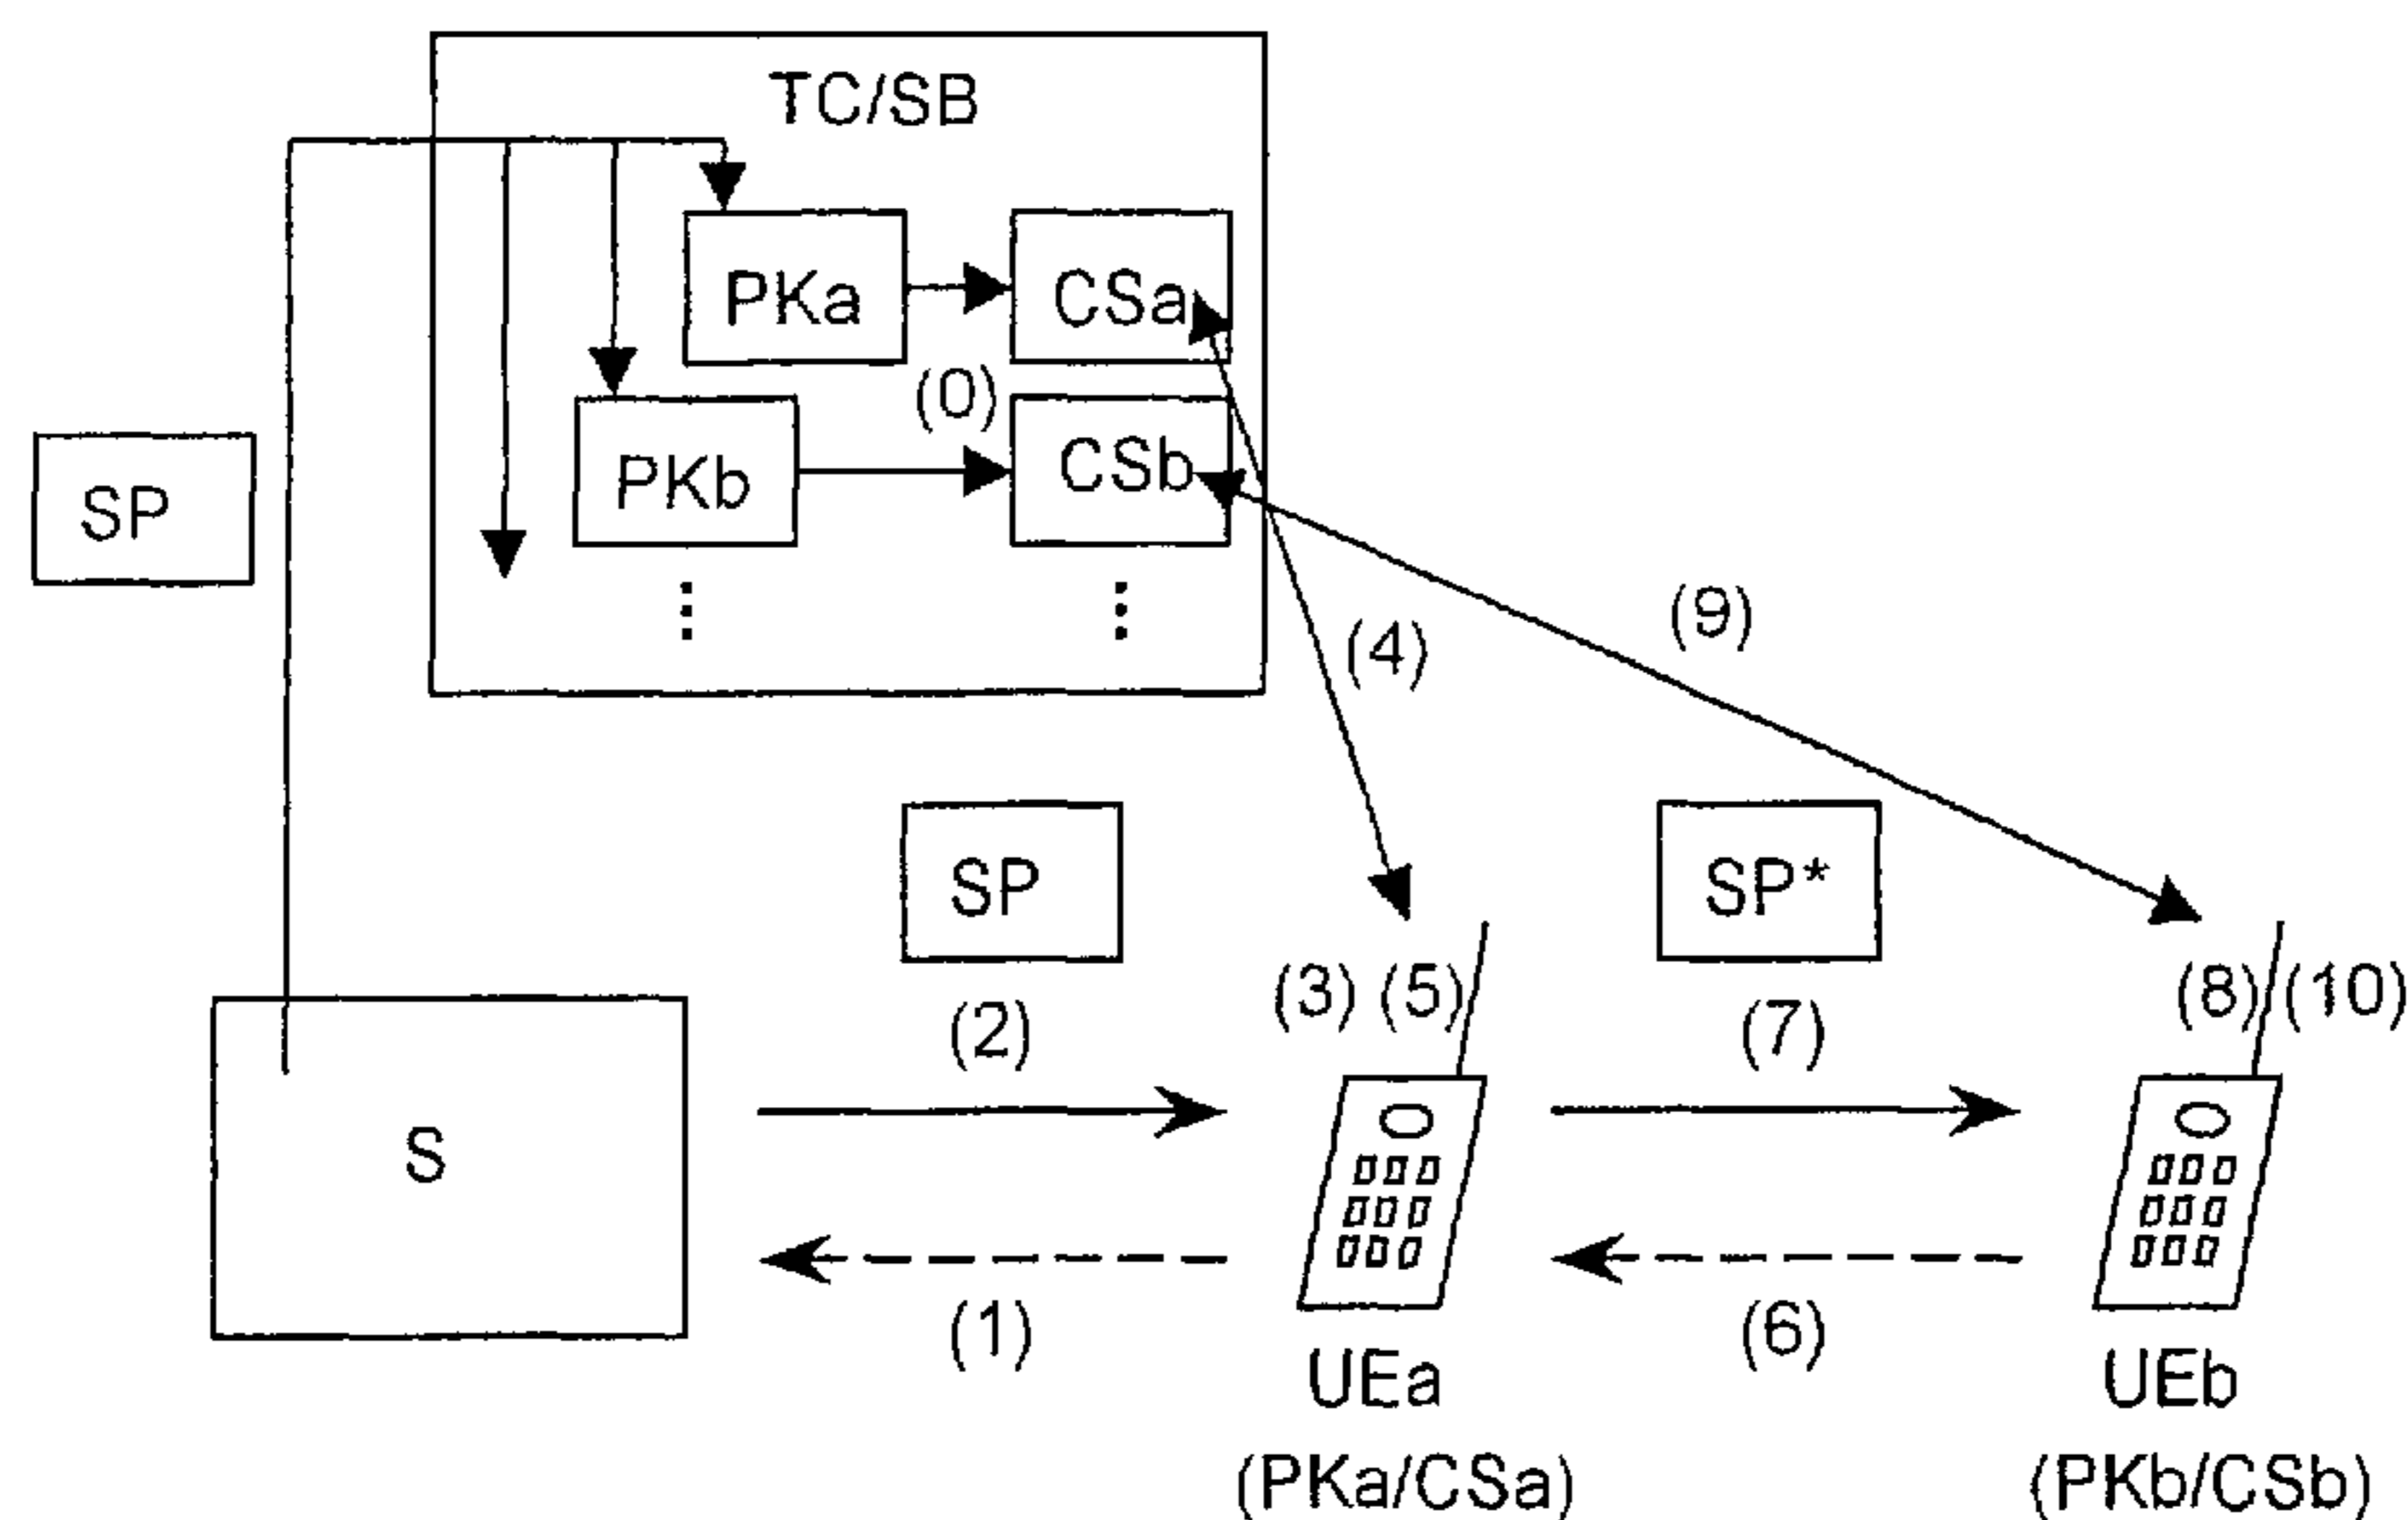 TC/SB
PKa
CSa
(0)
SP
PKb
CSb
(4)
(9)
SP
SP*
(2)
(3) (5)
(7)
(8) (10)
S
(1)
(6)
UEa
UEb
(PKa/CSa)
(PKb/CSb)